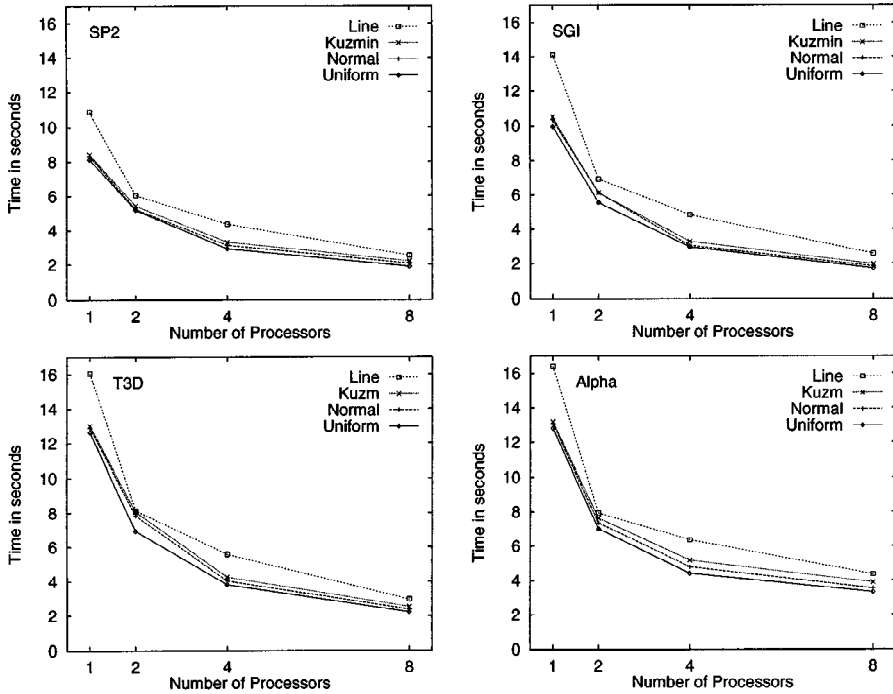 SP2
Line
Kuzmin
Normal
Uniform
Time in seconds
16
14
12
10
8
6
4
2
0
1 2 4 8
Number of Processors
SGI
Line
Kuzmin
Normal
Uniform
Time in seconds
16
14
12
10
8
6
4
2
0
1 2 4 8
Number of Processors
T3D
Line
Kuzm
Normal
Uniform
Time in seconds
16
14
12
10
8
6
4
2
0
1 2 4 8
Number of Processors
Alpha
Line
Kuzm
Normal
Uniform
Time in seconds
16
14
12
10
8
6
4
2
0
1 2 4 8
Number of Processors